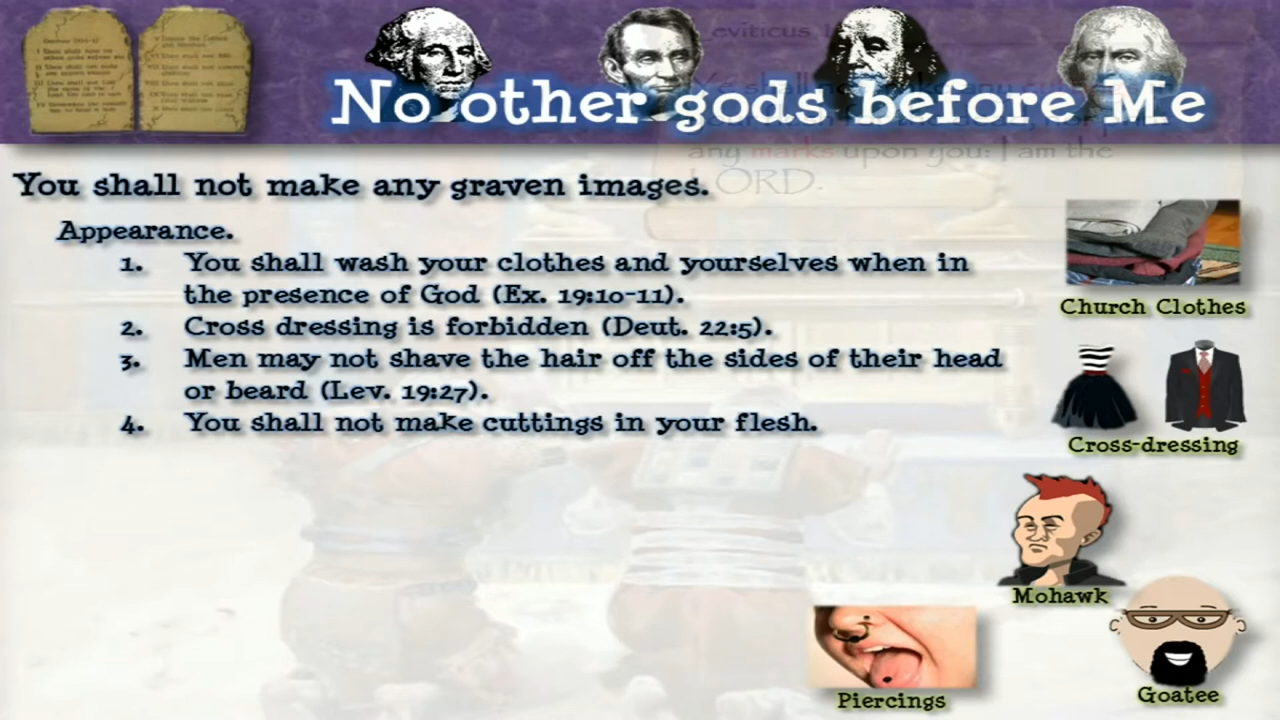 No other gods before Me
eviticus
any marks upon you: I am the
LORD.
You shall not make any graven images.
Appearance.
1. You shall wash your clothes and yourselves when in
the presence of God (Ex. 19:10-11).
2. Cross dressing is forbidden (Deut. 22:5).
3. Men may not shave the hair off the sides of their head
or beard (Lev. 19:27).
4. You shall not make cuttings in your flesh.
Church Clothes
Cross-dressing
Mohawk
Piercings
Goatee